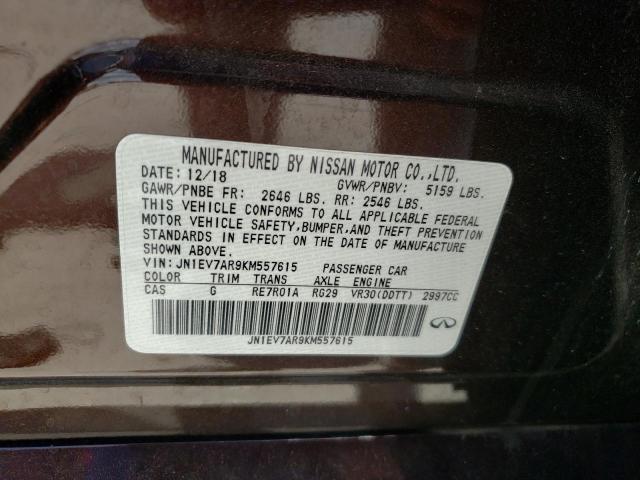 MANUFACTURED BY NISSAN MOTOR CO.,LTD.
DATE: 12/18 GVWR/PNBV: 5159 LBS.
GAWR/PNBE FR: 2646 LBS. RR: 2546 LBS.
THIS VEHICLE CONFORMS TO ALL APPLICABLE FEDERAL
MOTOR VEHICLE SAFETY,BUMPER,AND THEFT PREVENTION
STANDARDS IN EFFECT ON THE DATE OF MANUFACTURE
SHOWN ABOVE.
VIN: JN1EV7AR9KM557615 PASSENGER CAR
COLOR TRIM TRANS AXLE ENGINE
CAS G RE7R01A RG29 VR30(DDTT) 2997CC
JN1EV7AR9KM557615